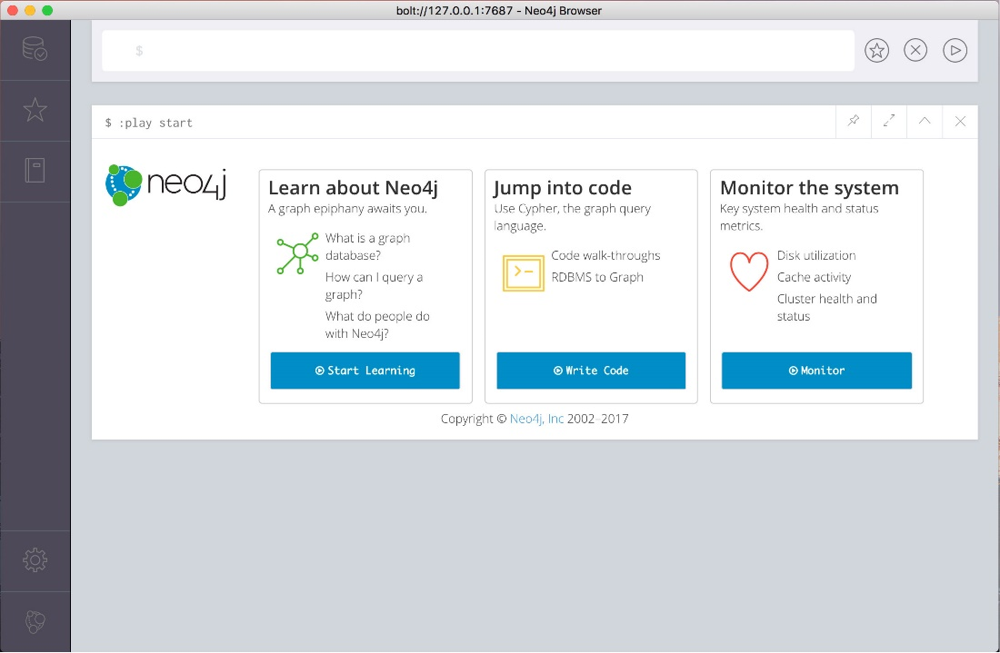 bolt://127.0.0.1:7687 - Neo4j Browser
$
$ :play start
neo4j
Learn about Neo4j
A graph epiphany awaits you.
What is a graph
database?
How can I query a
graph?
What do people do
with Neo4j?
Start Learning
Jump into code
Use Cypher, the graph query
language.
Code walk-throughs
RDBMS to Graph
Write Code
Monitor the system
Key system health and status
metrics.
Disk utilization
Cache activity
Cluster health and
status
Monitor
Copyright © Neo4j, Inc 2002-2017